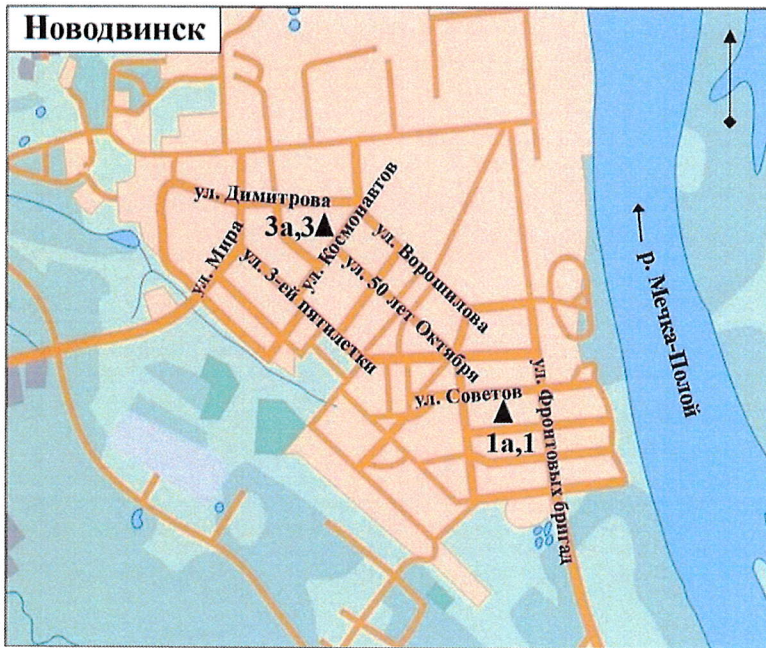 Новодвинск
ул. Димитрова
3а,3
ул. Космонавтов
ул. Мира
ул. 3-ей пятилетки
ул. 50 лет Октября
ул. Ворошилова
р. Мечка-Полой
ул. Советов
1а,1
ул. Фронтовых бригад